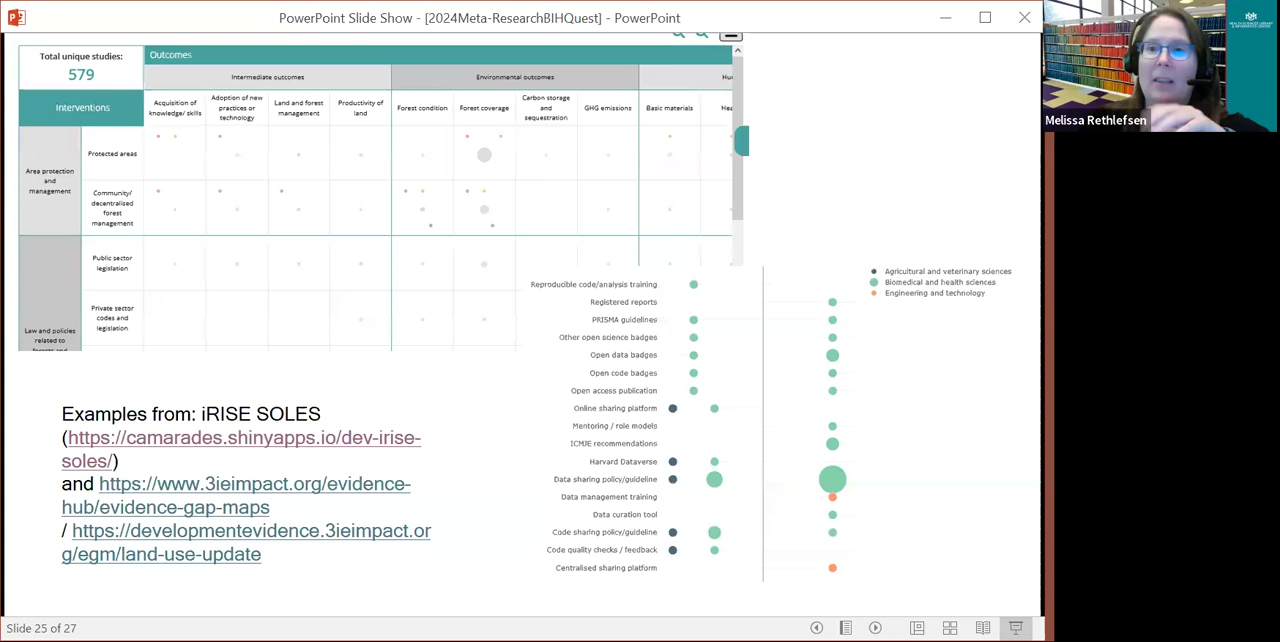 PowerPoint Slide Show - [2024Meta-ResearchBIHQuest] - PowerPoint
Total unique studies:
579
Outcomes
Intermediate outcomes
Environmental outcomes
Interventions
Acquisition of
knowledge/ skills
Adoption of new
practices or
technology
Land and forest
management
Productivity of
land
Forest condition
Forest coverage
Carbon storage
and
sequestration
GHG emissions
Basic materials
Area protection
and
management
Protected areas
Community/
decentralised
forest
management
Law and policies
related to
Public sector
legislation
Private sector
codes and
legislation
Examples from: iRISE SOLES
(https://camarades.shinyapps.io/dev-irise-
soles/)
and https://www.3ieimpact.org/evidence-
hub/evidence-gap-maps
/ https://developmentevidence.3ieimpact.or
g/egm/land-use-update
Reproducible code/analysis training
Registered reports
PRISMA guidelines
Other open science badges
Open data badges
Open code badges
Open access publication
Online sharing platform
Mentoring / role models
ICMJE recommendations
Harvard Dataverse
Data sharing policy/guideline
Data management training
Data curation tool
Code sharing policy/guideline
Code quality checks / feedback
Centralised sharing platform
Agricultural and veterinary sciences
Biomedical and health sciences
Engineering and technology
Melissa Rethlefsen
Slide 25 of 27